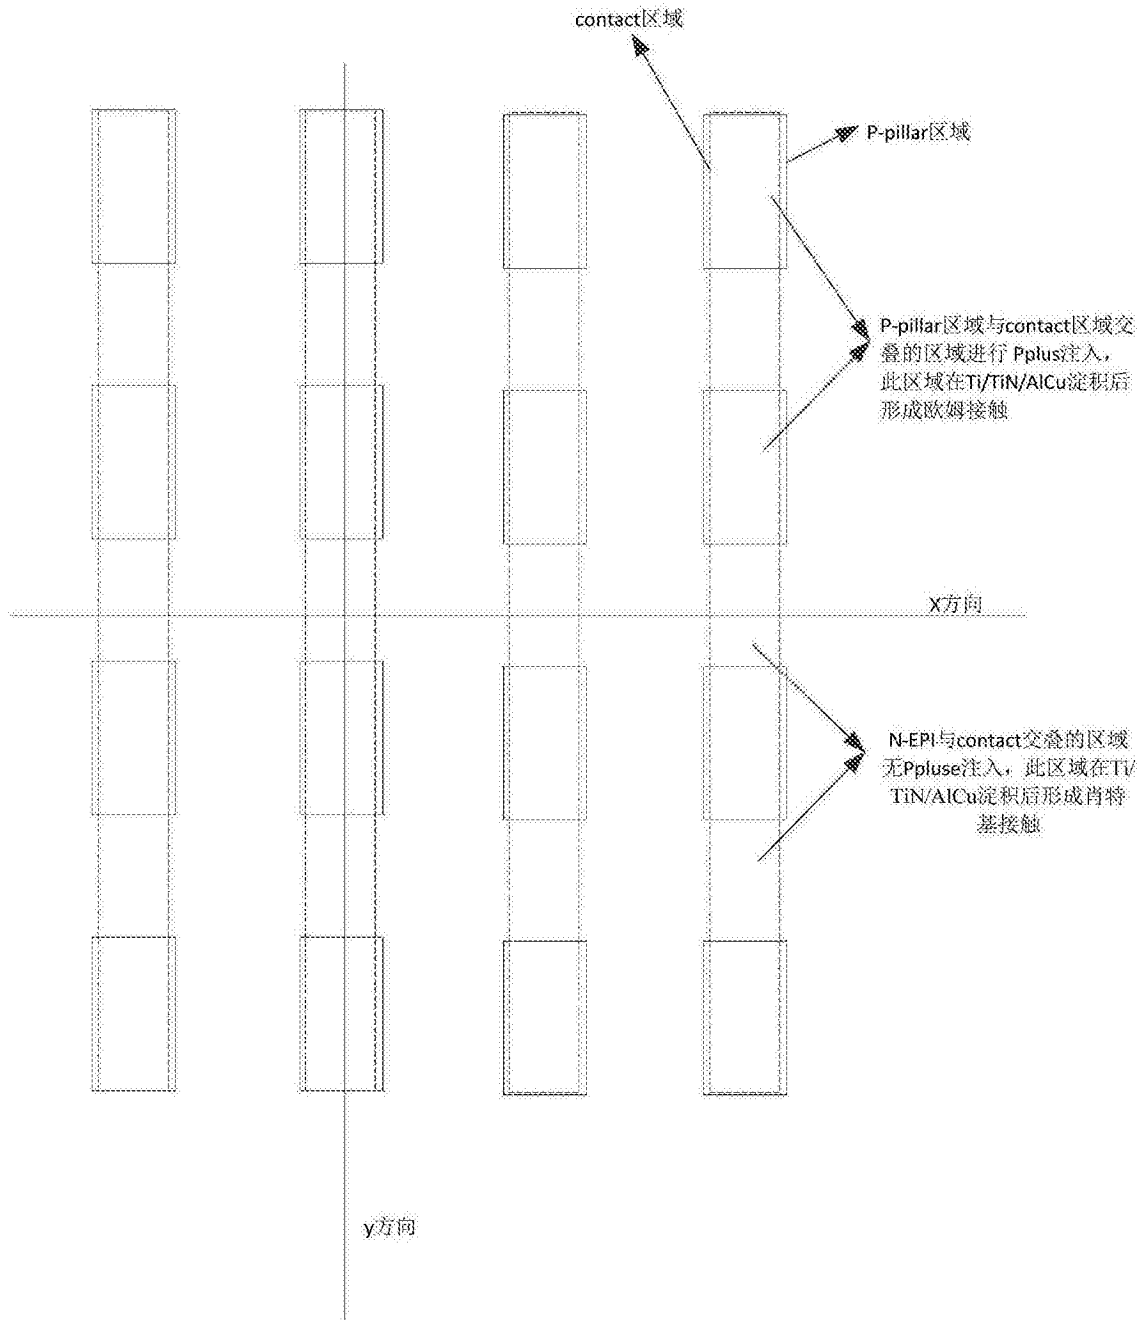 contact区域
P-pillar区域
P-pillar区域与contact区域交
叠的区域进行 Pplus注入，
此区域在Ti/TiN/AlCu淀积后
形成欧姆接触
X方向
N-EPI与contact交叠的区域
无Ppluse注入，此区域在Ti/
TiN/AlCu淀积后形成肖特
基接触
y方向